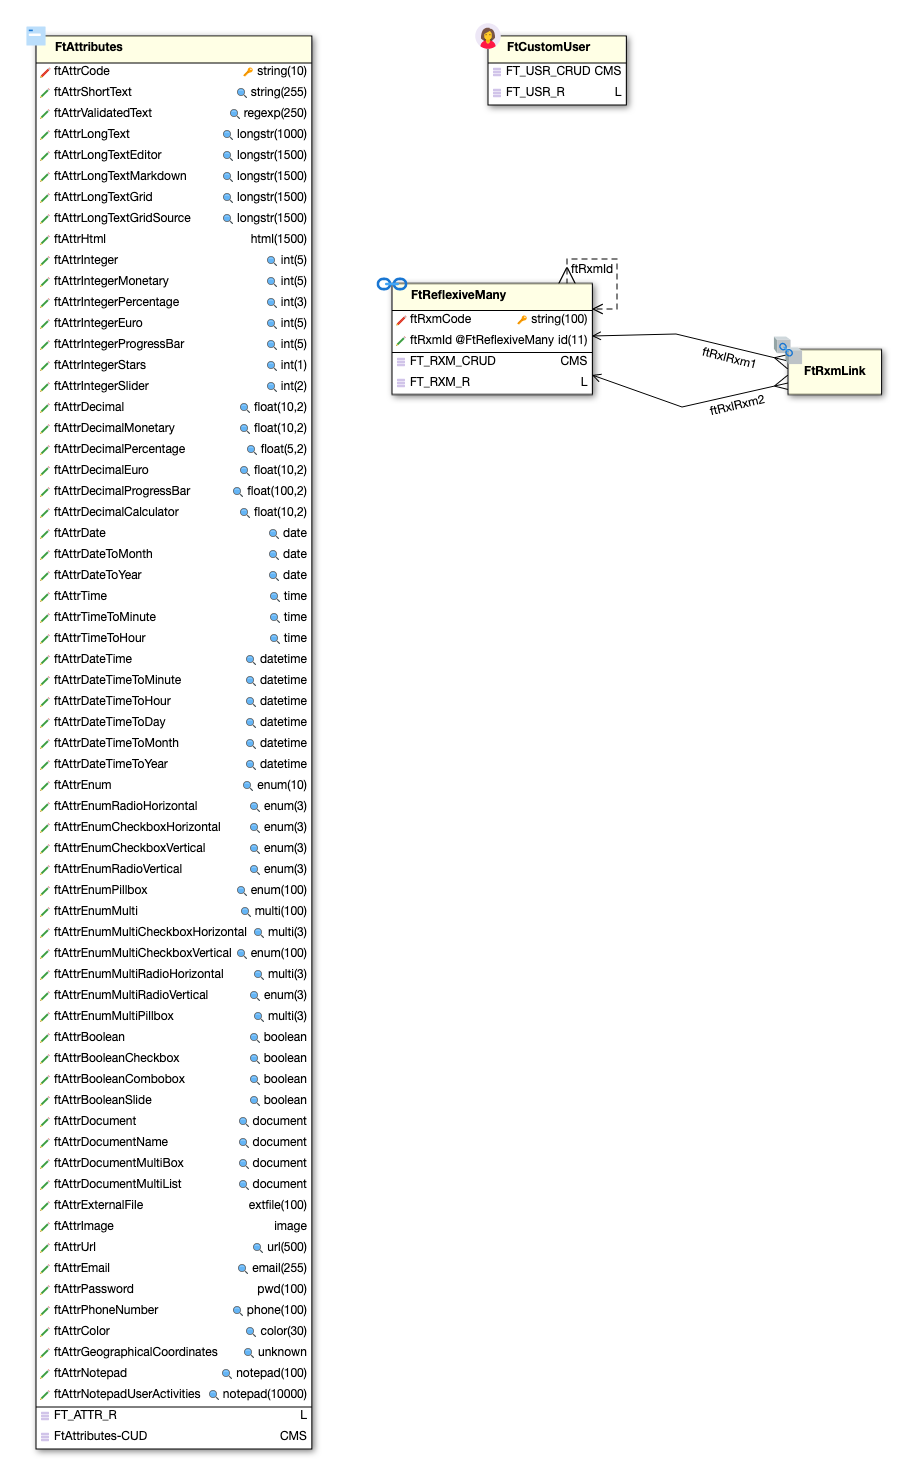 FtAttributes
ftAttrCode string(10)
ftAttrShortText string(255)
ftAttrValidatedText regexp(250)
ftAttrLongText longstr(1000)
ftAttrLongTextEditor longstr(1500)
ftAttrLongTextMarkdown longstr(1500)
ftAttrLongTextGrid longstr(1500)
ftAttrLongTextGridSource longstr(1500)
ftAttrHtml html(1500)
ftAttrInteger int(5)
ftAttrIntegerMonetary int(5)
ftAttrIntegerPercentage int(3)
ftAttrIntegerEuro int(5)
ftAttrIntegerProgressBar int(5)
ftAttrIntegerStars int(1)
ftAttrIntegerSlider int(2)
ftAttrDecimal float(10,2)
ftAttrDecimalMonetary float(10,2)
ftAttrDecimalPercentage float(5,2)
ftAttrDecimalEuro float(10,2)
ftAttrDecimalProgressBar float(100,2)
ftAttrDecimalCalculator float(10,2)
ftAttrDate date
ftAttrDateToMonth date
ftAttrDateToYear date
ftAttrTime time
ftAttrTimeToMinute time
ftAttrTimeToHour time
ftAttrDateTime datetime
ftAttrDateTimeToMinute datetime
ftAttrDateTimeToHour datetime
ftAttrDateTimeToDay datetime
ftAttrDateTimeToMonth datetime
ftAttrDateTimeToYear datetime
ftAttrEnum enum(10)
ftAttrEnumRadioHorizontal enum(3)
ftAttrEnumCheckboxHorizontal enum(3)
ftAttrEnumCheckboxVertical enum(3)
ftAttrEnumRadioVertical enum(3)
ftAttrEnumPillbox enum(100)
ftAttrEnumMulti multi(100)
ftAttrEnumMultiCheckboxHorizontal multi(3)
ftAttrEnumMultiCheckboxVertical enum(100)
ftAttrEnumMultiRadioHorizontal multi(3)
ftAttrEnumMultiRadioVertical enum(3)
ftAttrEnumMultiPillbox multi(3)
ftAttrBoolean boolean
ftAttrBooleanCheckbox boolean
ftAttrBooleanCombobox boolean
ftAttrBooleanSlide boolean
ftAttrDocument document
ftAttrDocumentName document
ftAttrDocumentMultiBox document
ftAttrDocumentMultiList document
ftAttrExternalFile extfile(100)
ftAttrImage image
ftAttrUrl url(500)
ftAttrEmail email(255)
ftAttrPassword pwd(100)
ftAttrPhoneNumber phone(100)
ftAttrColor color(30)
ftAttrGeographicalCoordinates unknown
ftAttrNotepad notepad(100)
ftAttrNotepadUserActivities notepad(10000)
FT_ATTR_R L
FtAttributes-CUD CMS
FtCustomUser
FT_USR_CRUD CMS
FT_USR_R L
ftRxmId
FtReflexiveMany
ftRxmCode string(100)
ftRxmId @FtReflexiveMany id(11)
FT_RXM_CRUD CMS
FT_RXM_R L
ftRxlRxm1
ftRxlRxm2
FtRxmLink